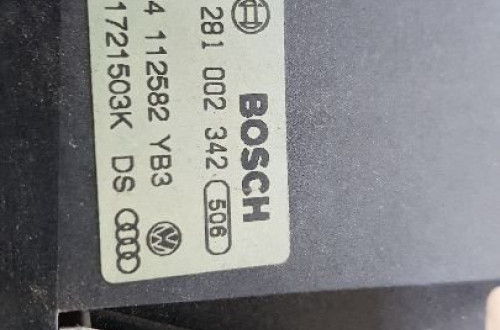 BOSCH
281 002 342 506
4 112582 YB3
1721503K DS